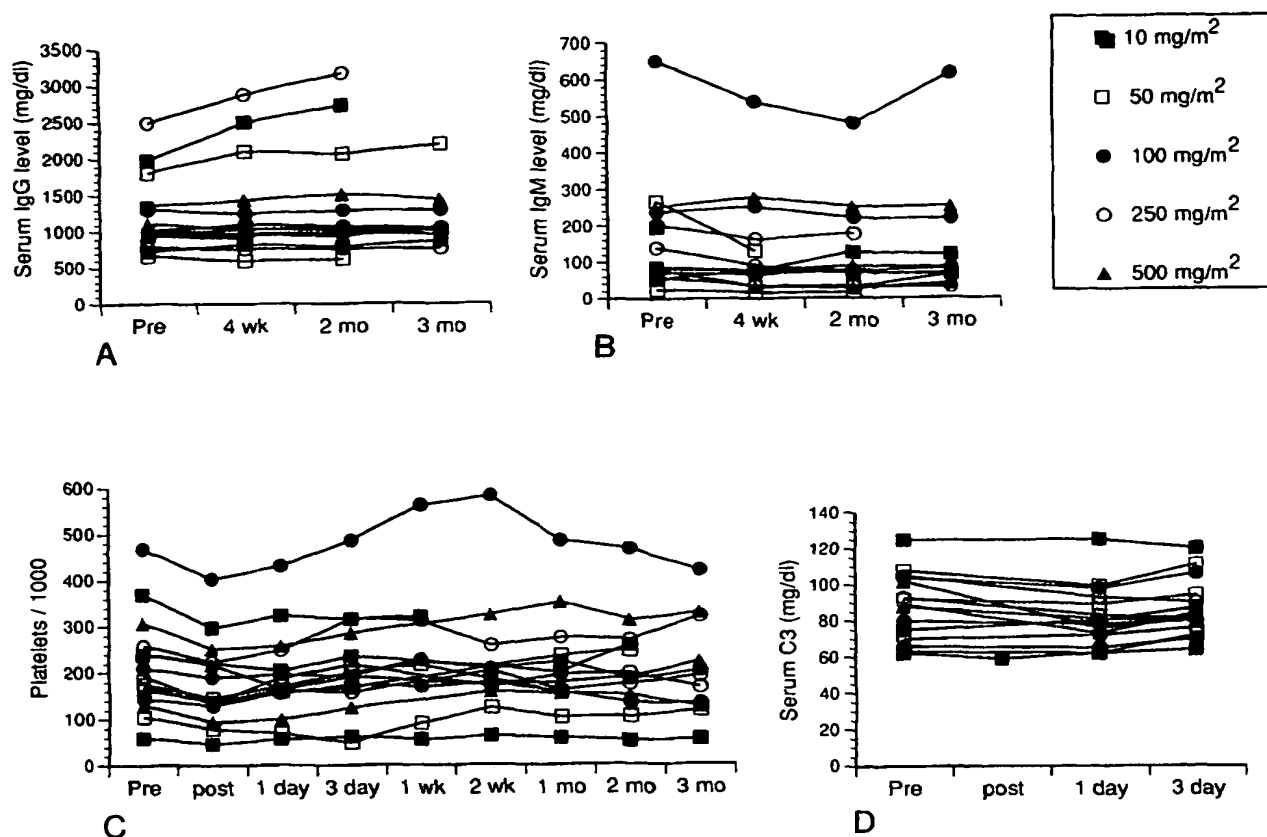 Serum IgG level (mg/dl)
3500
3000
2500
2000
1500
1000
500
0
Pre 4 wk 2 mo 3 mo
A
Serum IgM level (mg/dl)
700
600
500
400
300
200
100
0
Pre 4 wk 2 mo 3 mo
B
10 mg/m²
50 mg/m²
100 mg/m²
250 mg/m²
500 mg/m²
Platelets / 1000
600
500
400
300
200
100
0
Pre post 1 day 3 day 1 wk 2 wk 1 mo 2 mo 3 mo
C
Serum C3 (mg/dl)
140
120
100
80
60
40
20
0
Pre post 1 day 3 day
D